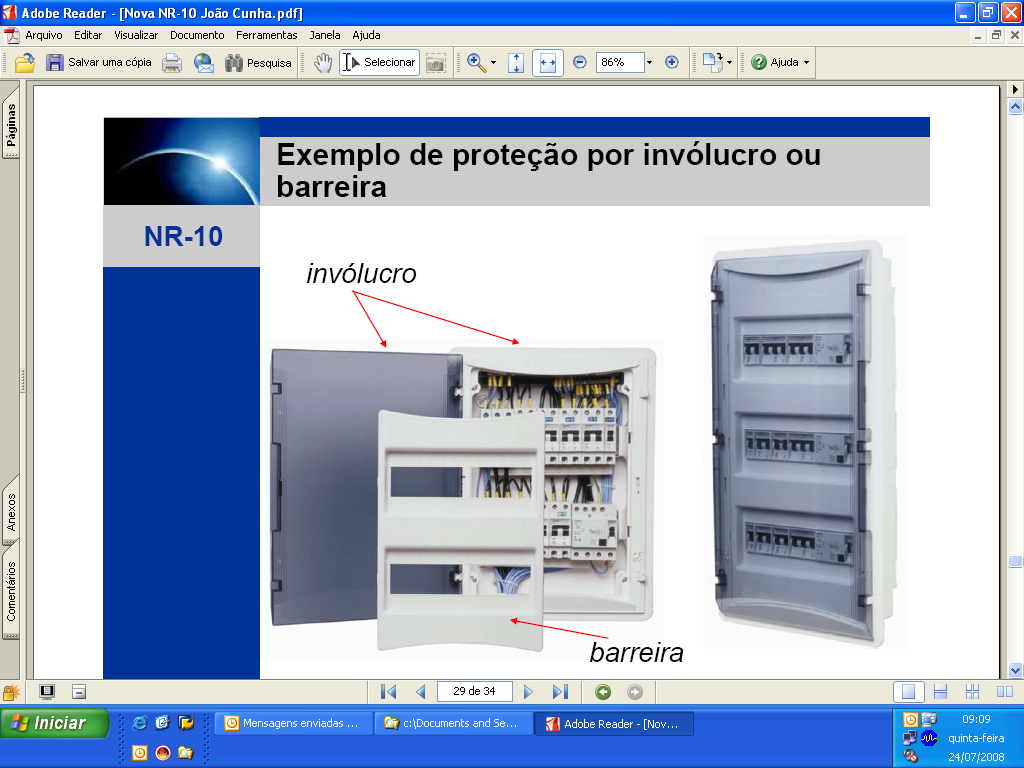 Adobe Reader - [Nova NR-10 João Cunha.pdf]
Arquivo Editar Visualizar Documento Ferramentas Janela Ajuda
Salvar uma cópia Pesquisa Selecionar 86% Ajuda
Páginas
Anexos
Comentários
Exemplo de proteção por invólucro ou
barreira
NR-10
invólucro
barreira
29 de 34
Iniciar
Mensagens enviadas ...
c:\Documents and Se...
Adobe Reader - [Nov...
09:09
quinta-feira
24/07/2008